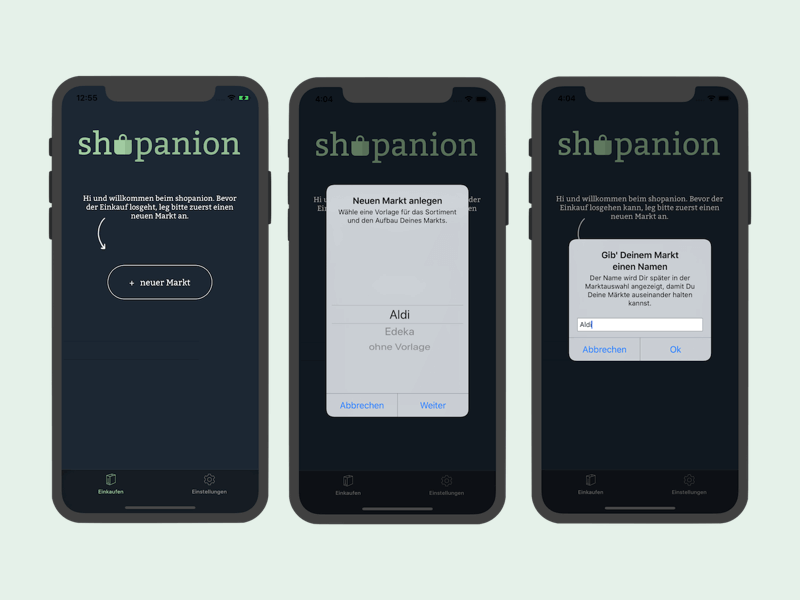 12:55
shopanion
Hi und willkommen beim shopanion. Bevor
der Einkauf losgeht, leg bitte zuerst einen
neuen Markt an.
+ neuer Markt
Einkaufen
Einstellungen
4:04
shopanion
Hi u
der
Ein
en
Neuen Markt anlegen
Wähle eine Vorlage für das Sortiment
und den Aufbau Deines Markts.
Aldi
Edeka
ohne Vorlage
Abbrechen
Weiter
Einkaufen
Einstellungen
4:04
shopanion
Hi und willkommen beim shopanion. Bevor der
Einkauf losgehen kann, leg bitte zuerst einen
neuen Markt an.
Gib' Deinem Markt
einen Namen
Der Name wird Dir später in der
Marktauswahl angezeigt, damit Du
Deine Märkte auseinander halten
kannst.
Aldi
Abbrechen
Ok
Einkaufen
Einstellungen